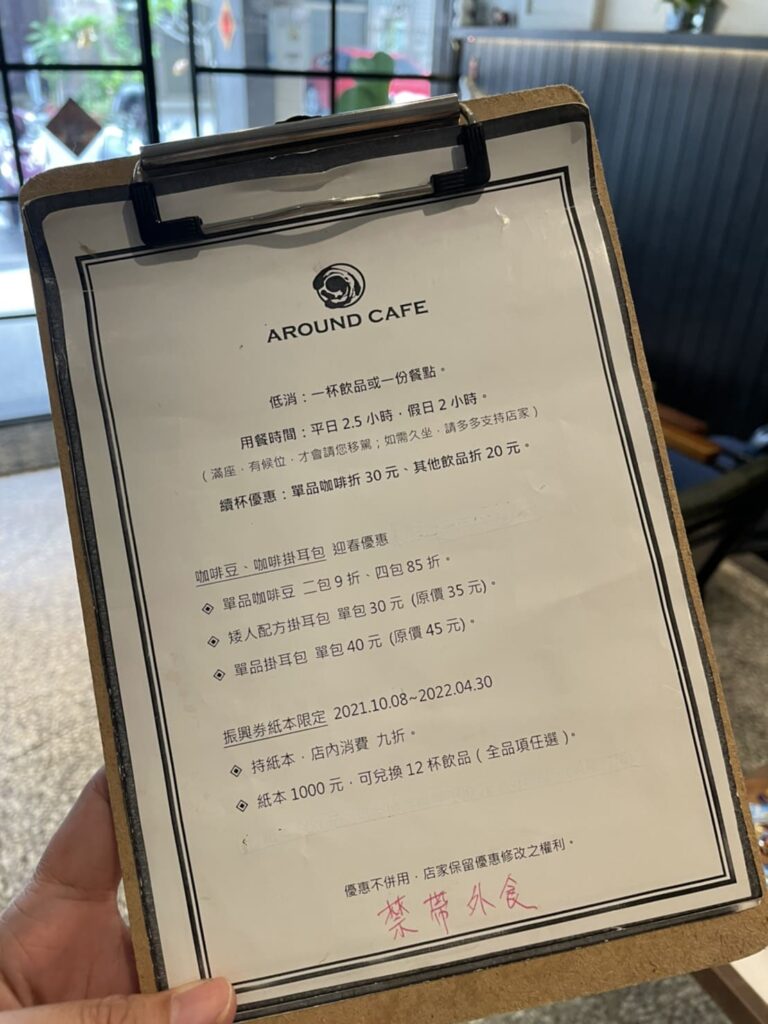 AROUND CAFE
低消：一杯飲品或一份餐點。
用餐時間：平日 2.5 小時，假日 2 小時。
（滿座，有候位，才會請您移駕；如需久坐，請多多支持店家）
續杯優惠：單品咖啡折 30 元、其他飲品折 20 元。
咖啡豆、咖啡掛耳包 迎春優惠
單品咖啡豆 二包 9 折、四包 85 折。
矮人配方掛耳包 單包 30 元 (原價 35 元)。
單品掛耳包 單包 40 元 (原價 45 元)。
振興券紙本限定 2021.10.08~2022.04.30
持紙本，店內消費 九折。
紙本 1000 元，可兌換 12 杯飲品（全品項任選）。
優惠不併用，店家保留優惠修改之權利。
禁帶外食